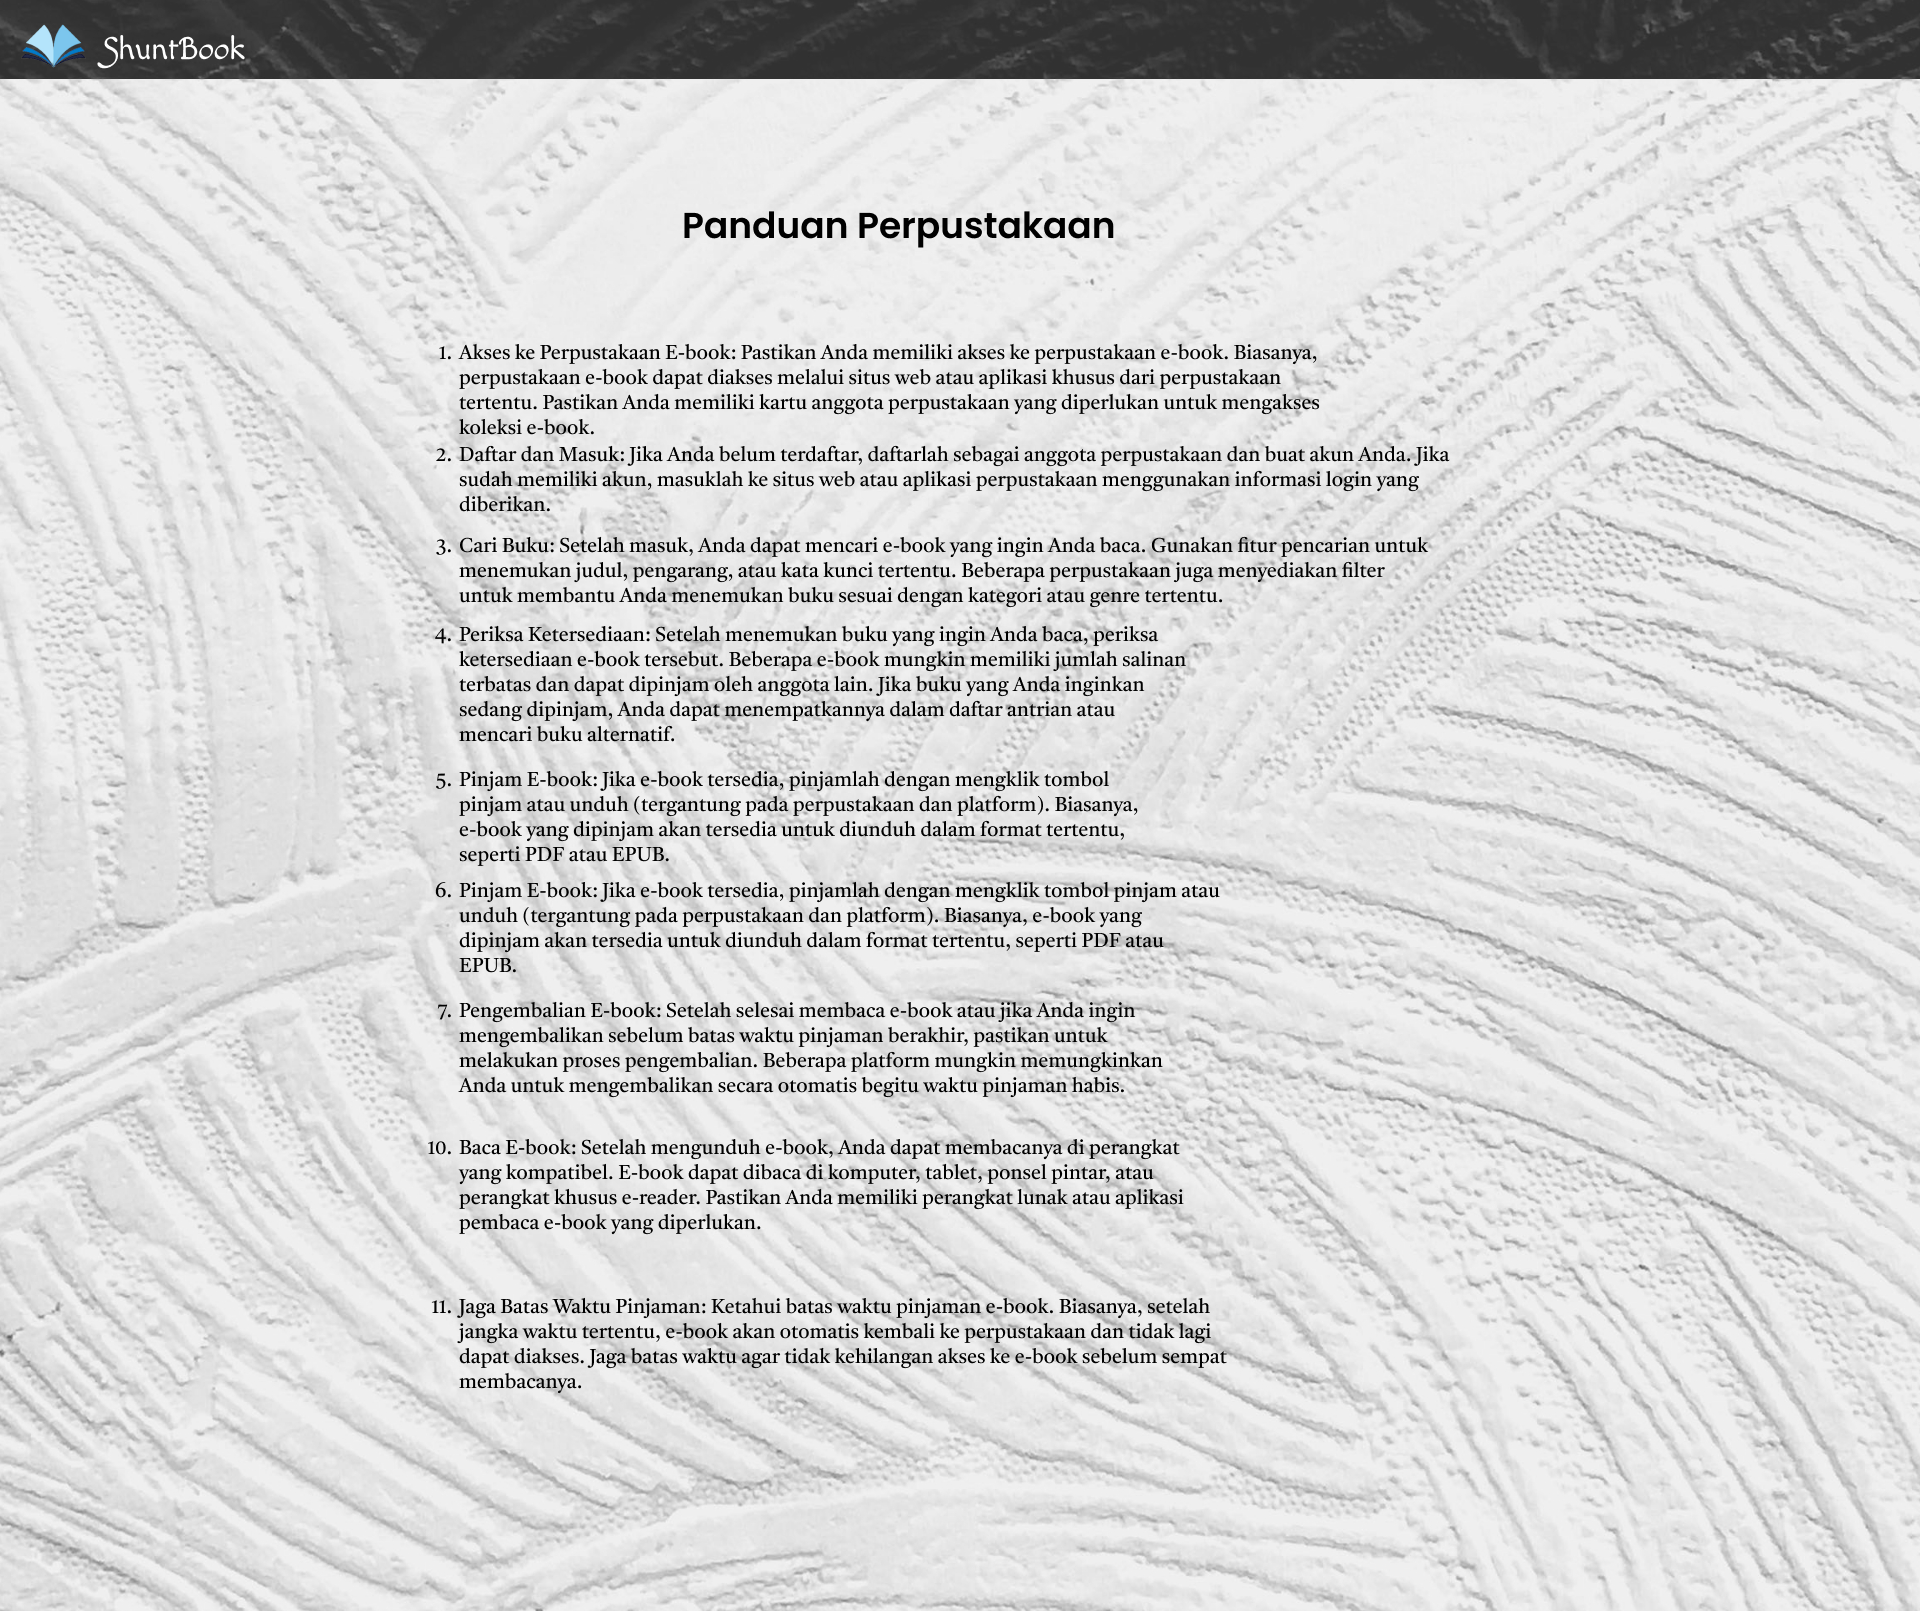 ShuntBook
Panduan Perpustakaan
1. Akses ke Perpustakaan E-book: Pastikan Anda memiliki akses ke perpustakaan e-book. Biasanya,
perpustakaan e-book dapat diakses melalui situs web atau aplikasi khusus dari perpustakaan
tertentu. Pastikan Anda memiliki kartu anggota perpustakaan yang diperlukan untuk mengakses
koleksi e-book.
2. Daftar dan Masuk: Jika Anda belum terdaftar, daftarlah sebagai anggota perpustakaan dan buat akun Anda. Jika
sudah memiliki akun, masuklah ke situs web atau aplikasi perpustakaan menggunakan informasi login yang
diberikan.
3. Cari Buku: Setelah masuk, Anda dapat mencari e-book yang ingin Anda baca. Gunakan fitur pencarian untuk
menemukan judul, pengarang, atau kata kunci tertentu. Beberapa perpustakaan juga menyediakan filter
untuk membantu Anda menemukan buku sesuai dengan kategori atau genre tertentu.
4. Periksa Ketersediaan: Setelah menemukan buku yang ingin Anda baca, periksa
ketersediaan e-book tersebut. Beberapa e-book mungkin memiliki jumlah salinan
terbatas dan dapat dipinjam oleh anggota lain. Jika buku yang Anda inginkan
sedang dipinjam, Anda dapat menempatkannya dalam daftar antrian atau
mencari buku alternatif.
5. Pinjam E-book: Jika e-book tersedia, pinjamlah dengan mengklik tombol
pinjam atau unduh (tergantung pada perpustakaan dan platform). Biasanya,
e-book yang dipinjam akan tersedia untuk diunduh dalam format tertentu,
seperti PDF atau EPUB.
6. Pinjam E-book: Jika e-book tersedia, pinjamlah dengan mengklik tombol pinjam atau
unduh (tergantung pada perpustakaan dan platform). Biasanya, e-book yang
dipinjam akan tersedia untuk diunduh dalam format tertentu, seperti PDF atau
EPUB.
7. Pengembalian E-book: Setelah selesai membaca e-book atau jika Anda ingin
mengembalikan sebelum batas waktu pinjaman berakhir, pastikan untuk
melakukan proses pengembalian. Beberapa platform mungkin memungkinkan
Anda untuk mengembalikan secara otomatis begitu waktu pinjaman habis.
10. Baca E-book: Setelah mengunduh e-book, Anda dapat membacanya di perangkat
yang kompatibel. E-book dapat dibaca di komputer, tablet, ponsel pintar, atau
perangkat khusus e-reader. Pastikan Anda memiliki perangkat lunak atau aplikasi
pembaca e-book yang diperlukan.
11. Jaga Batas Waktu Pinjaman: Ketahui batas waktu pinjaman e-book. Biasanya, setelah
jangka waktu tertentu, e-book akan otomatis kembali ke perpustakaan dan tidak lagi
dapat diakses. Jaga batas waktu agar tidak kehilangan akses ke e-book sebelum sempat
membacanya.